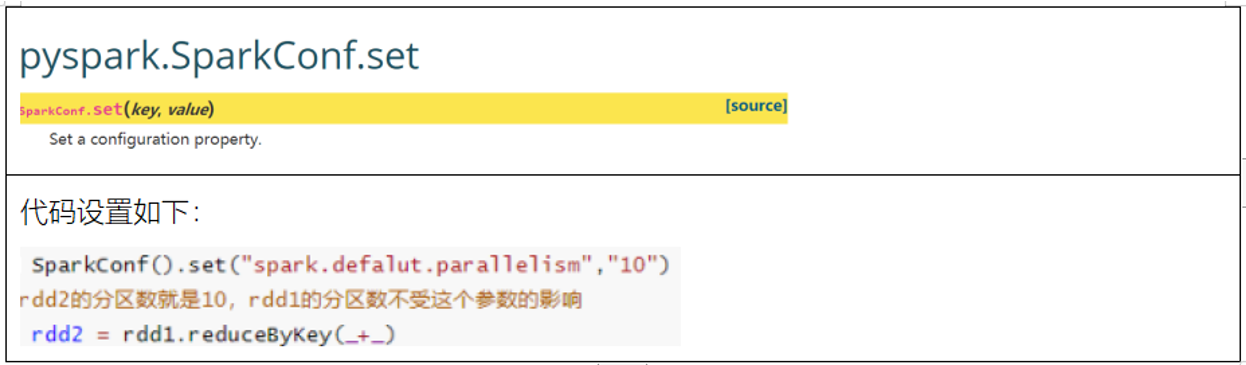 pyspark.SparkConf.set
SparkConf.set(key, value) [source]
Set a configuration property.
代码设置如下：
SparkConf().set("spark.defalut.parallelism","10")
rdd2的分区数就是10，rdd1的分区数不受这个参数的影响
rdd2 = rdd1.reduceByKey(_+_)